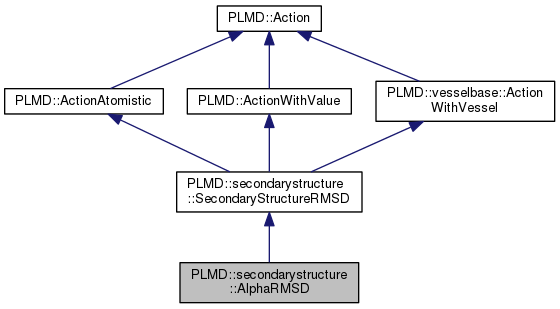 PLMD::Action
PLMD::ActionAtomistic
PLMD::ActionWithValue
PLMD::vesselbase::Action
WithVessel
PLMD::secondarystructure
::SecondaryStructureRMSD
PLMD::secondarystructure
::AlphaRMSD